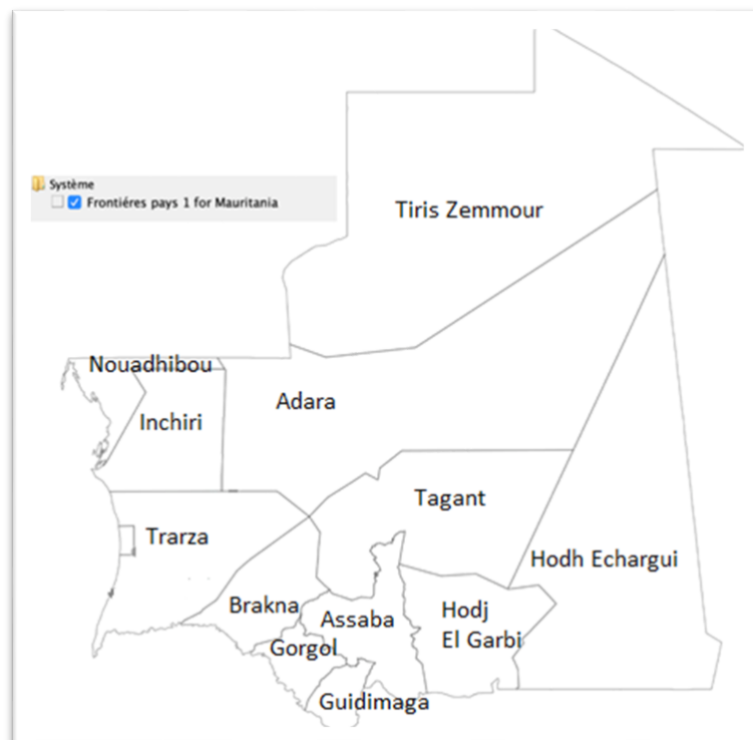 Système
Frontiéres pays 1 for Mauritania
Tiris Zemmour
Nouadhibou
Adara
Inchiri
Tagant
Trarza
Hodh Echargui
Brakna
Assaba
Hodj
El Garbi
Gorgol
Guidimaga